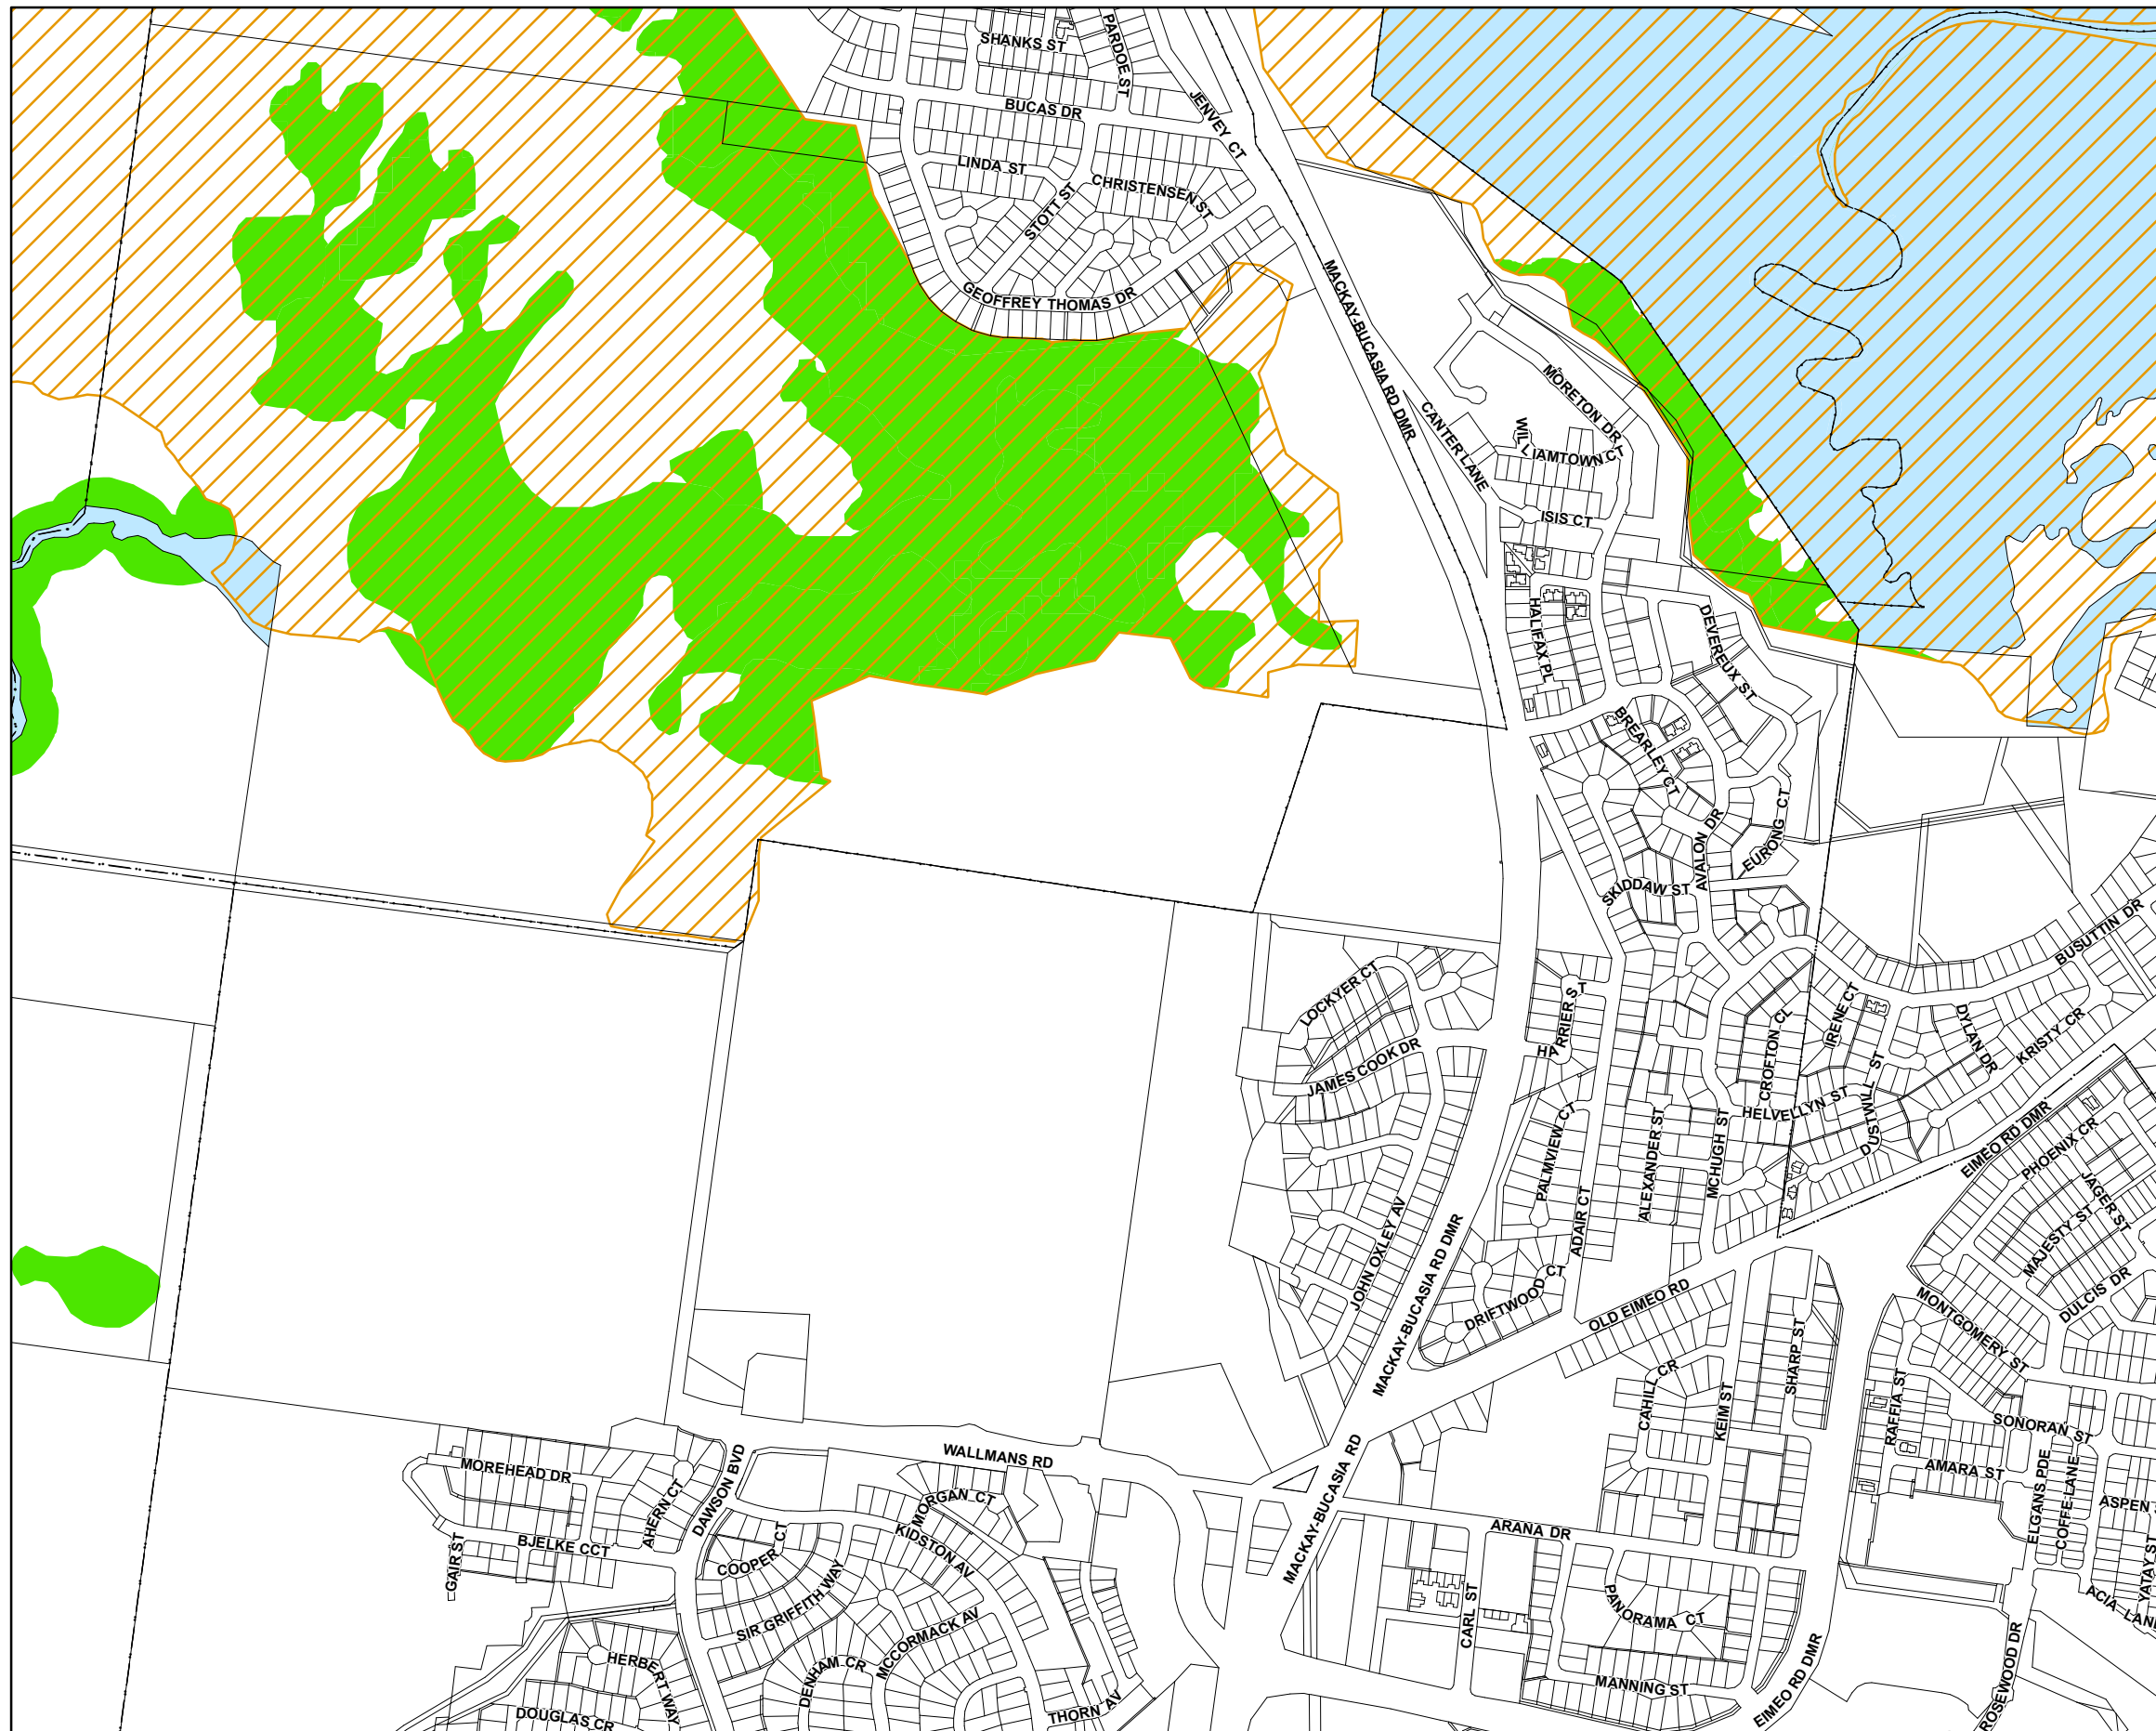 SHANKS ST
PARDOE ST
BUCAS DR
JENVEY CT
LINDA ST
CHRISTENSEN ST
STOTT ST
GEOFFREY THOMAS DR
MACKAY-BUCASIA RD DMR
MORETON DR
CANTER LANE
WILLIAMTOWN CT
ISIS CT
HALIFAX PL
DEVEREUX ST
BREARLEY CT
AVALON DR
EURONG CT
SKIDDAW ST
BUSUTTIN DR
LOCKYER CT
HARRIER ST
JAMES COOK DR
CROFTON CL
IRENE CT
DYLAN DR
KRISTY CR
HELVELLYN ST
DUSTWILL ST
EIMEO RD DMR
PHOENIX CR
JAGER ST
MAJESTY ST
DULCIS DR
PALMVIEW CT
ADAIR CT
ALEXANDER ST
MCHUGH ST
JOHN OXLEY AV
MACKAY-BUCASIA RD DMR
DRIFTWOOD CT
OLD EIMEO RD
MONTGOMERY ST
CAHILL CR
KEIM ST
SHARP ST
RAFFIA ST
SONORAN ST
AMARA ST
ELGANS PDE
COFFE LANE
ASPEN
YATAY ST
ACIA LANE
MOREHEAD DR
AHERN CT
DAWSON BVD
WALLMANS RD
MORGAN CT
KIDSTON AV
COOPER CT
BJELKE CCT
GAIR ST
SIR GRIFFITH WAY
MCCORMACK AV
DENHAM CR
HERBERT WAY
DOUGLAS CR
THORN AV
MACKAY-BUCASIA RD
ARANA DR
CARL ST
PANORAMA CT
MANNING ST
EIMEO RD DMR
ROSEWOOD DR